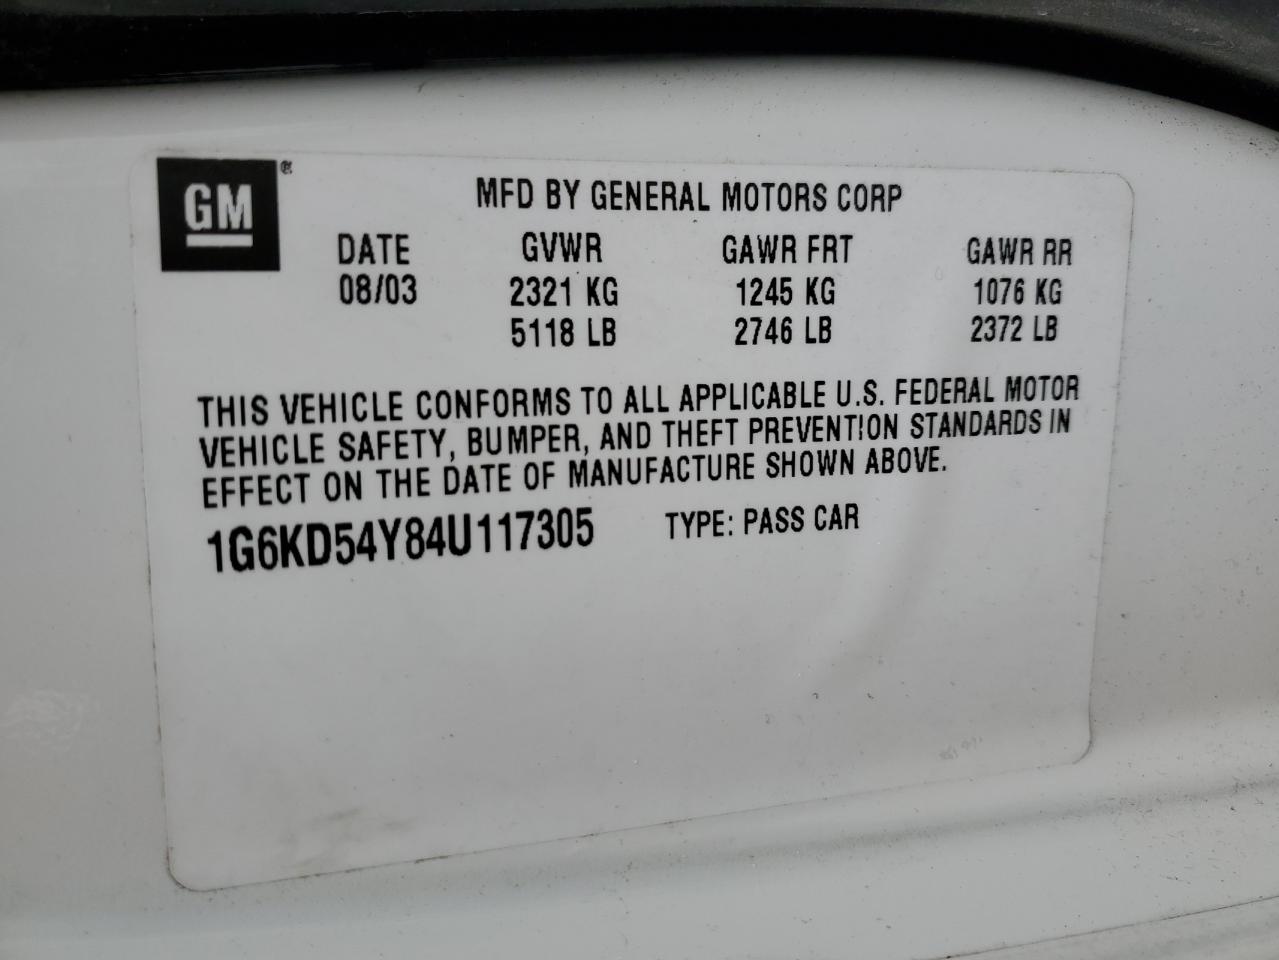 GM®
MFD BY GENERAL MOTORS CORP
DATE GVWR GAWR FRT GAWR RR
08/03 2321 KG 1245 KG 1076 KG
5118 LB 2746 LB 2372 LB
THIS VEHICLE CONFORMS TO ALL APPLICABLE U.S. FEDERAL MOTOR
VEHICLE SAFETY, BUMPER, AND THEFT PREVENTION STANDARDS IN
EFFECT ON THE DATE OF MANUFACTURE SHOWN ABOVE.
1G6KD54Y84U117305 TYPE: PASS CAR